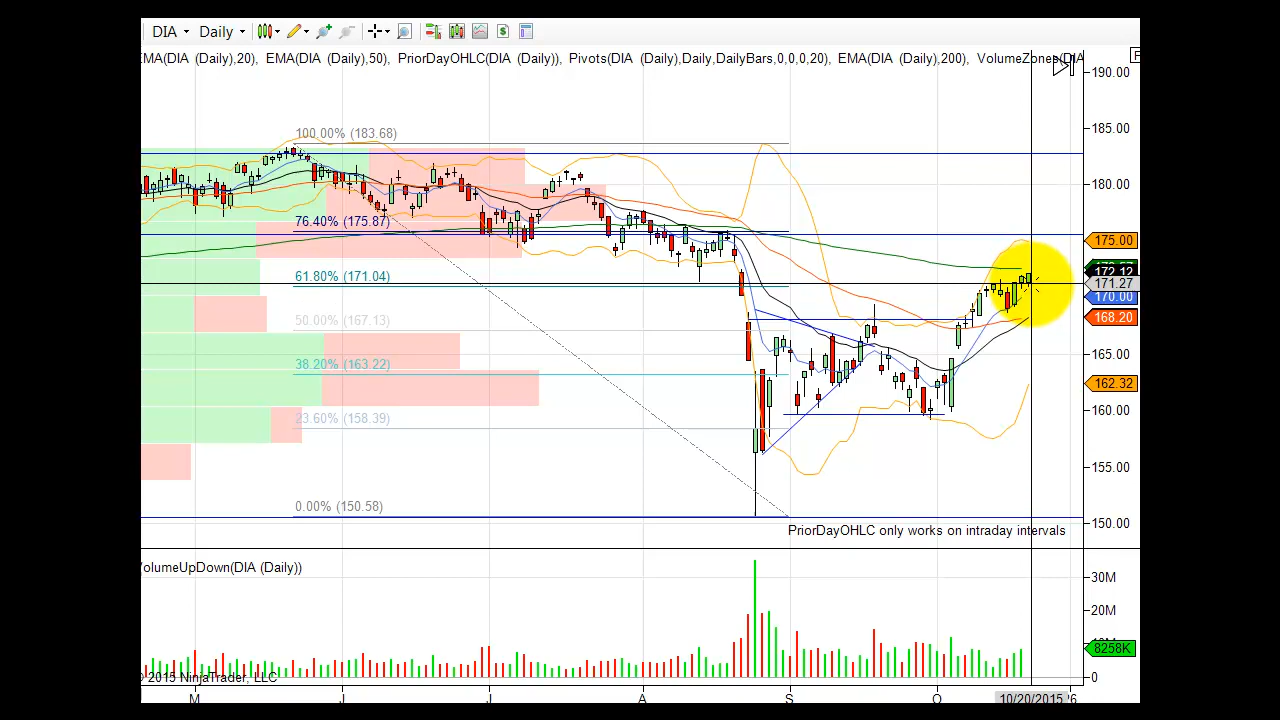 DIA Daily
EMA(DIA (Daily),20), EMA(DIA (Daily),50), PriorDayOHLC(DIA (Daily)), Pivots(DIA (Daily),Daily,DailyBars,0,0,0,20), EMA(DIA (Daily),200), VolumeZones(DIA
F
190.00
185.00
180.00
175.00
172.12
171.27
170.00
168.20
165.00
162.32
160.00
155.00
150.00
100.00% (183.68)
76.40% (175.87)
61.80% (171.04)
50.00% (167.13)
38.20% (163.22)
23.60% (158.39)
0.00% (150.58)
PriorDayOHLC only works on intraday intervals
VolumeUpDown(DIA (Daily))
30M
20M
8258K
0
© 2015 NinjaTrader, LLC
M J J A S O 10/20/2015